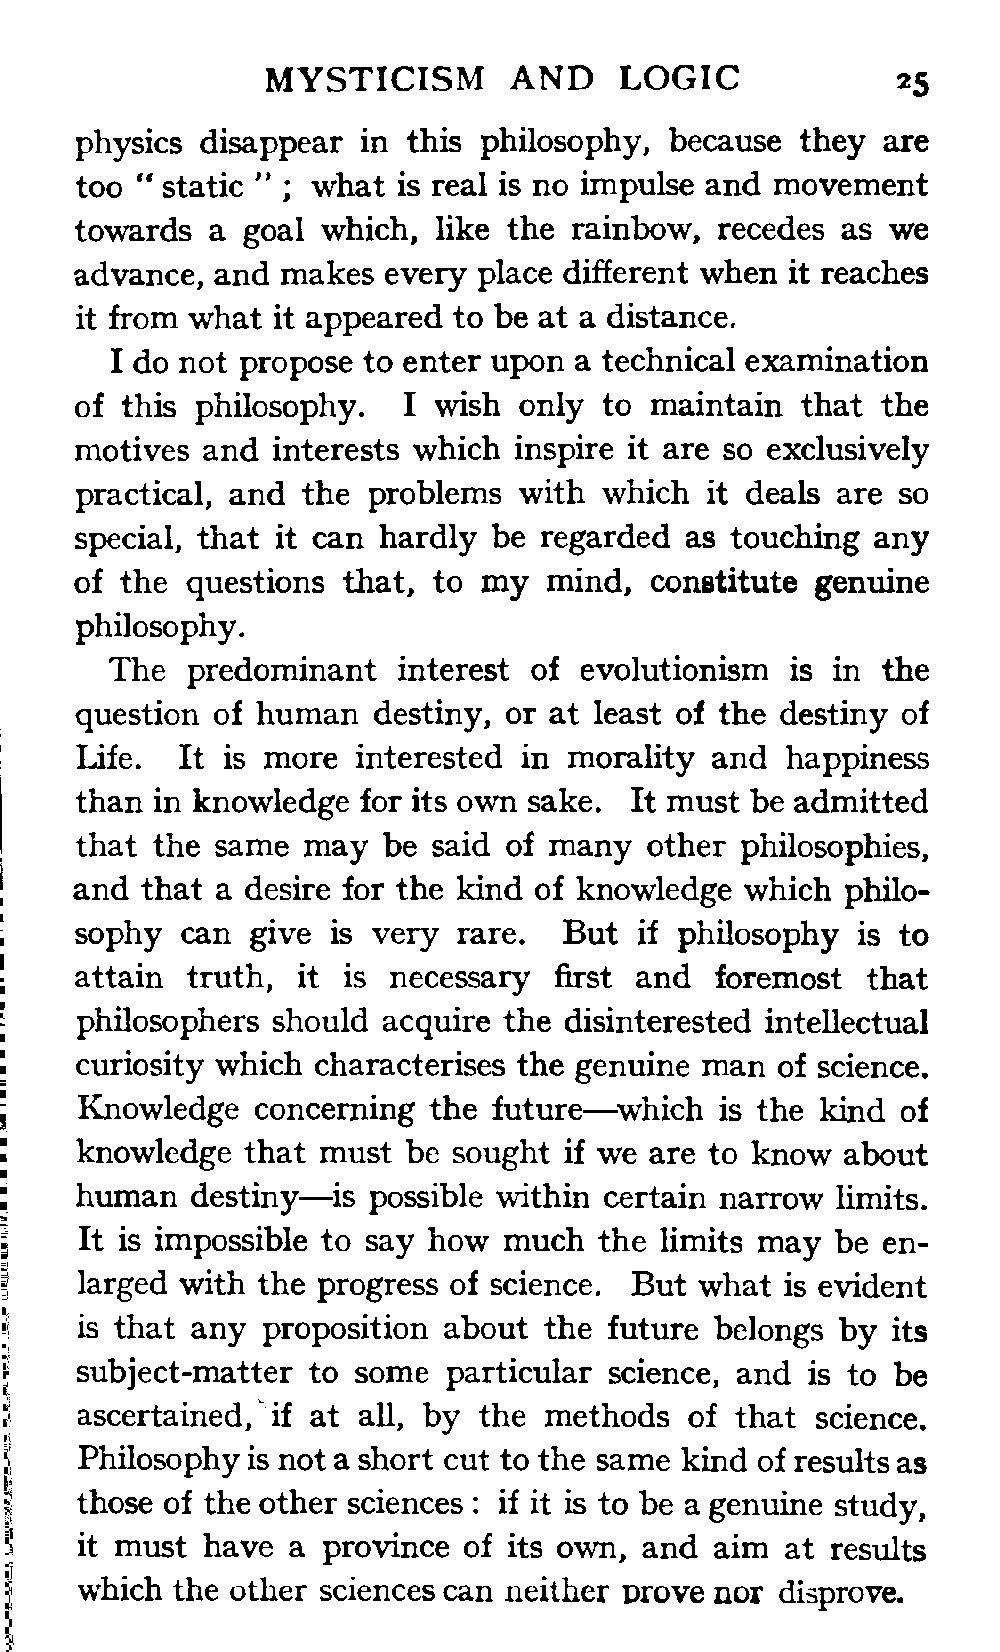 MYSTICISM AND LOGIC 25
physics disappear in this philosophy, because they are
too “ static ” ; what is real is no impulse and movement
towards a goal which, like the rainbow, recedes as we
advance, and makes every place different when it reaches
it from what it appeared to be at a distance.
I do not propose to enter upon a technical examination
of this philosophy. I wish only to maintain that the
motives and interests which inspire it are so exclusively
practical, and the problems with which it deals are so
special, that it can hardly be regarded as touching any
of the questions that, to my mind, constitute genuine
philosophy.
The predominant interest of evolutionism is in the
question of human destiny, or at least of the destiny of
Life. It is more interested in morality and happiness
than in knowledge for its own sake. It must be admitted
that the same may be said of many other philosophies,
and that a desire for the kind of knowledge which philo-
sophy can give is very rare. But if philosophy is to
attain truth, it is necessary first and foremost that
philosophers should acquire the disinterested intellectual
curiosity which characterises the genuine man of science.
Knowledge concerning the future—which is the kind of
knowledge that must be sought if we are to know about
human destiny—is possible within certain narrow limits.
It is impossible to say how much the limits may be en-
larged with the progress of science. But what is evident
is that any proposition about the future belongs by its
subject-matter to some particular science, and is to be
ascertained, if at all, by the methods of that science.
Philosophy is not a short cut to the same kind of results as
those of the other sciences : if it is to be a genuine study,
it must have a province of its own, and aim at results
which the other sciences can neither prove nor disprove.